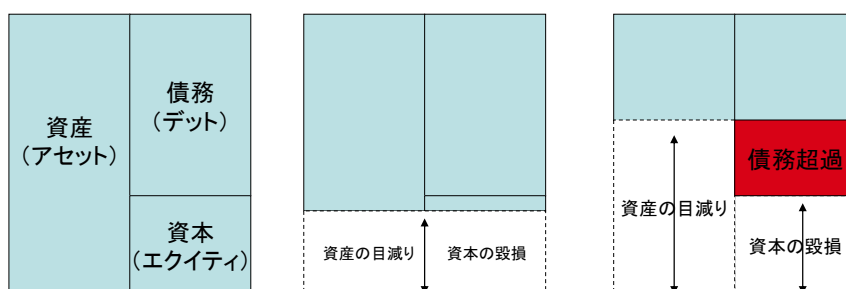 資産
（アセット）
債務
（デット）
資本
（エクイティ）
資産の目減り
資本の毀損
債務超過
資産の目減り
資本の毀損